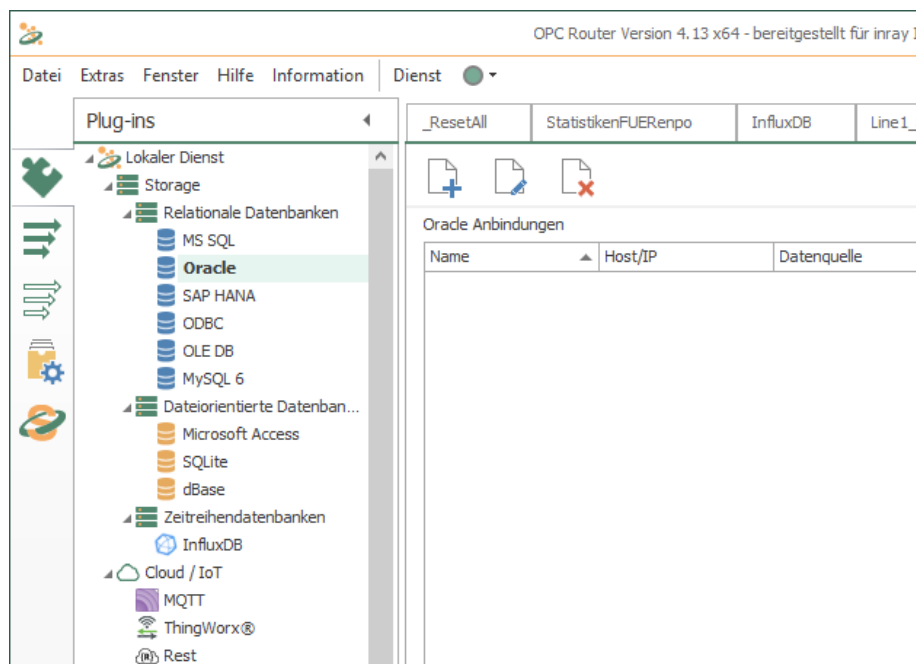 OPC Router Version 4.13 x64 - bereitgestellt für inray
Datei Extras Fenster Hilfe Information Dienst
Plug-ins
_ResetAll StatistikenFUERenpo InfluxDB Line1_
Lokaler Dienst
Storage
Relationale Datenbanken
MS SQL
Oracle
SAP HANA
ODBC
OLE DB
MySQL 6
Dateiorientierte Datenban...
Microsoft Access
SQLite
dBase
Zeitreihendatenbanken
InfluxDB
Cloud / IoT
MQTT
ThingWorx®
Rest
Oracle Anbindungen
Name Host/IP Datenquelle